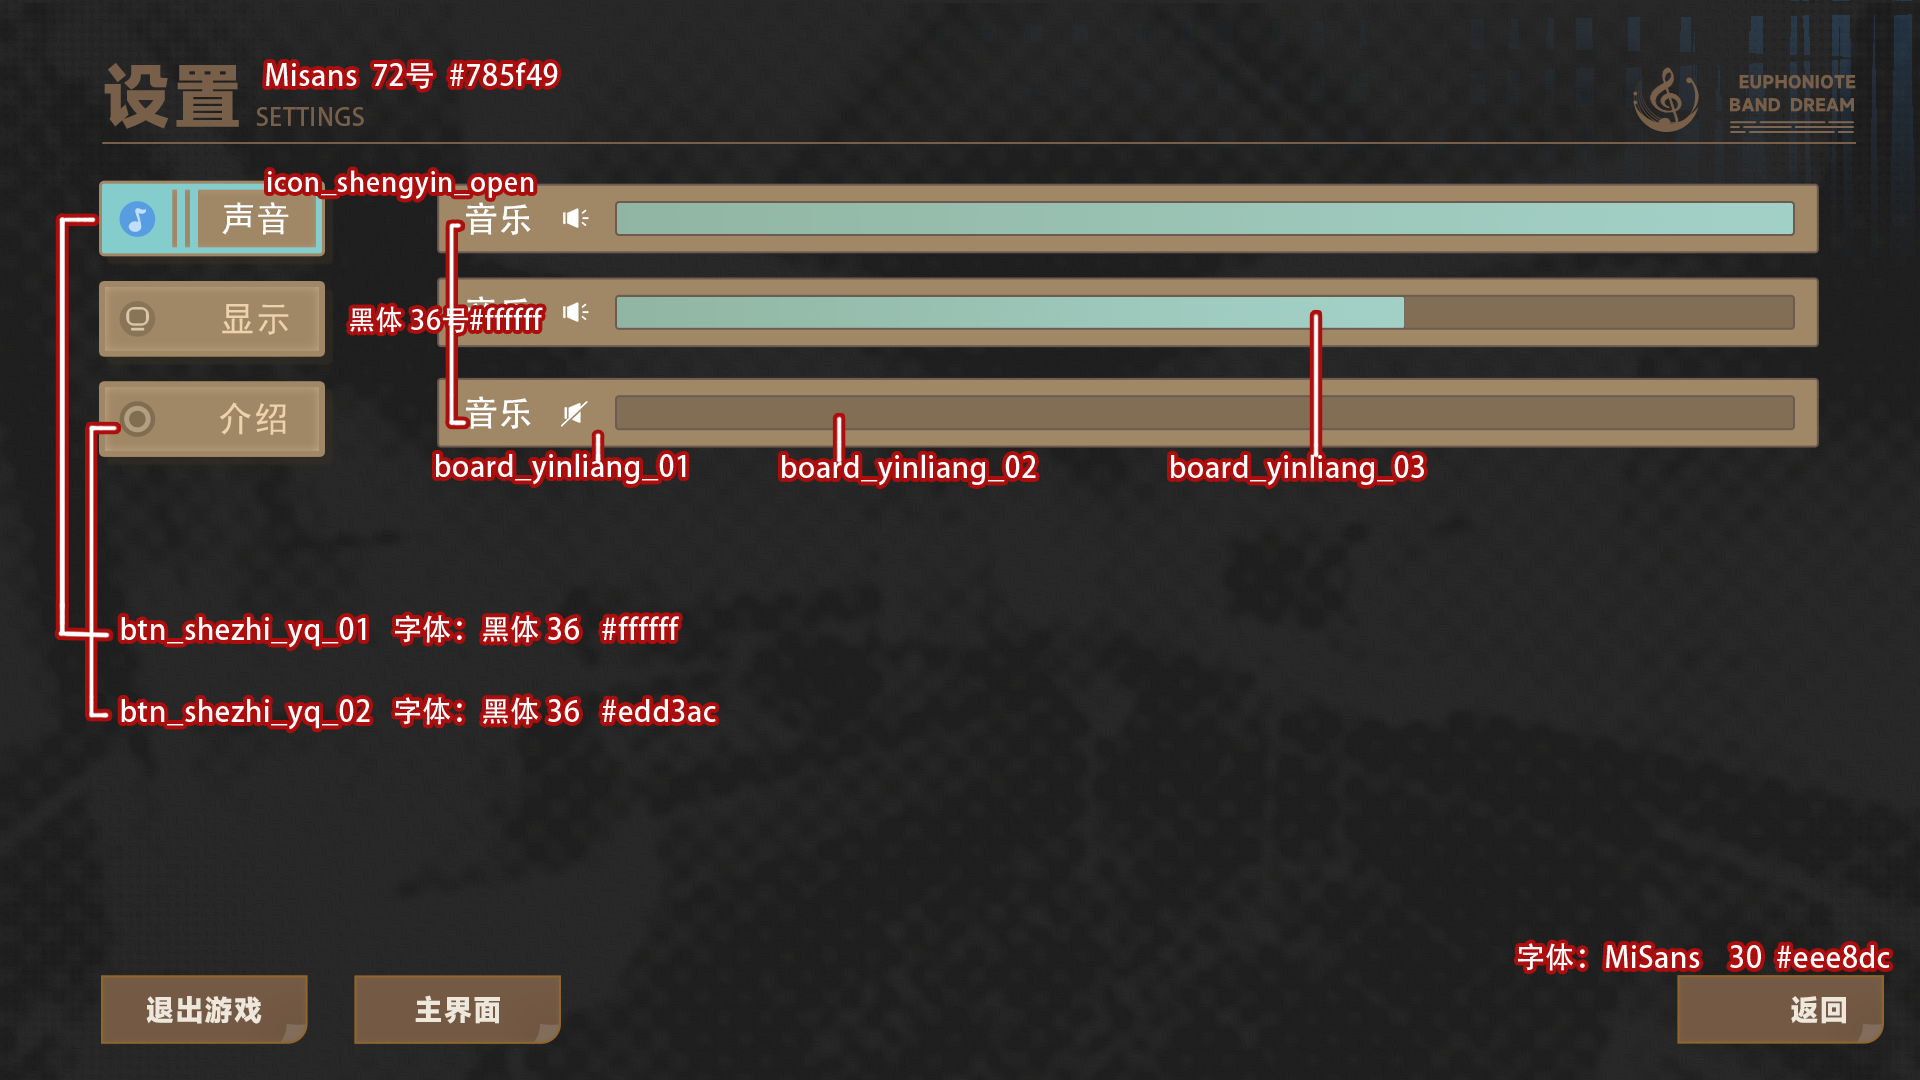 设置
Misans 72号 #785f49
SETTINGS
EUPHONIOTE
BAND DREAM
icon_shengyin_open
声音
音乐
显示
黑体 36号#ffffff
音乐
介绍
音乐
board_yinliang_01
board_yinliang_02
board_yinliang_03
btn_shezhi_yq_01 字体：黑体 36 #ffffff
btn_shezhi_yq_02 字体：黑体 36 #edd3ac
字体：MiSans 30 #eee8dc
退出游戏
主界面
返回